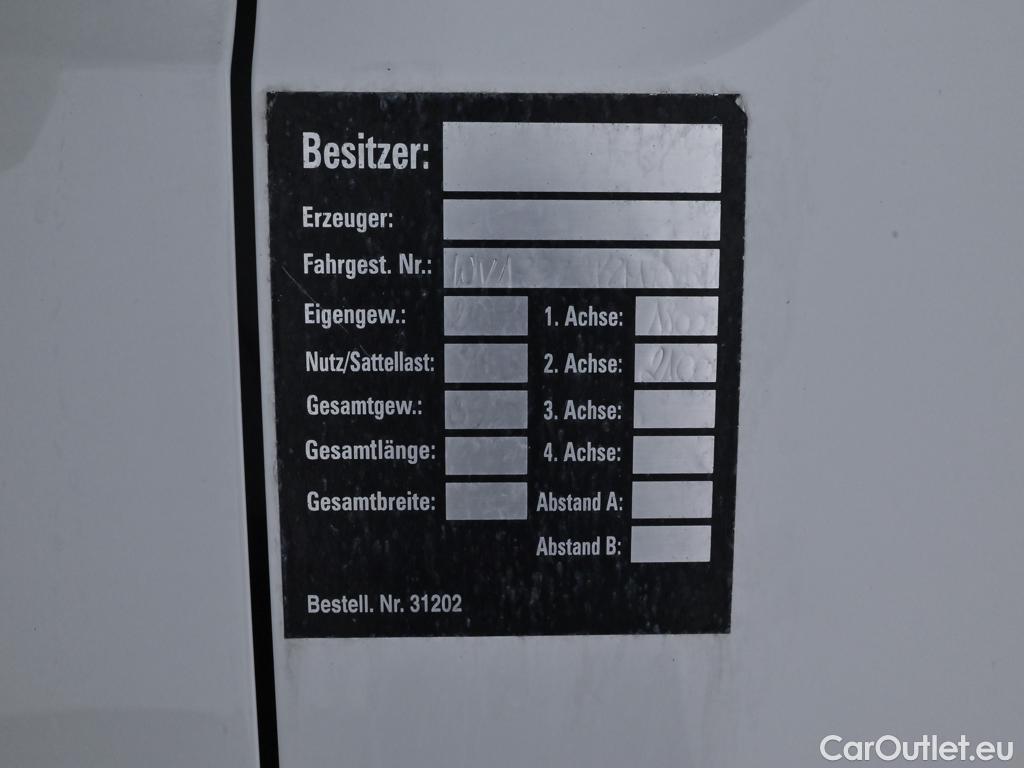 Besitzer:
Erzeuger:
Fahrgest. Nr.:
Eigengew.: 1. Achse:
Nutz/Sattellast: 2. Achse:
Gesamtgew.: 3. Achse:
Gesamtlänge: 4. Achse:
Gesamtbreite: Abstand A:
Abstand B:
Bestell. Nr. 31202
CarOutlet.eu